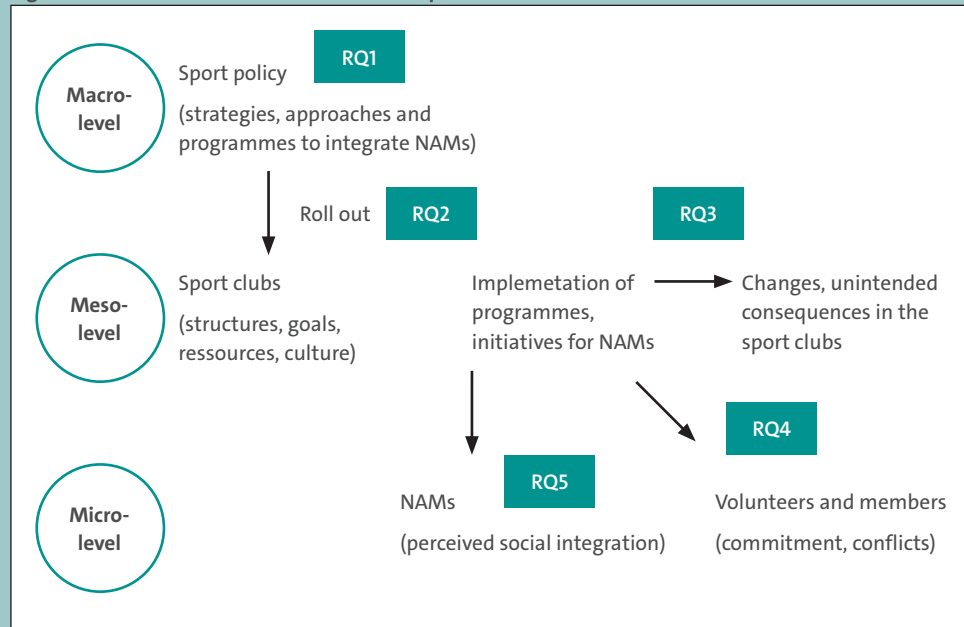 RQ1
Macro-
level
Sport policy
(strategies, approaches and
programmes to integrate NAMs)
Roll out
RQ2
RQ3
Meso-
level
Sport clubs
(structures, goals,
ressources, culture)
Implemetation of
programmes,
initiatives for NAMs
Changes, unintended
consequences in the
sport clubs
RQ4
RQ5
Micro-
level
NAMs
(perceived social integration)
Volunteers and members
(commitment, conflicts)